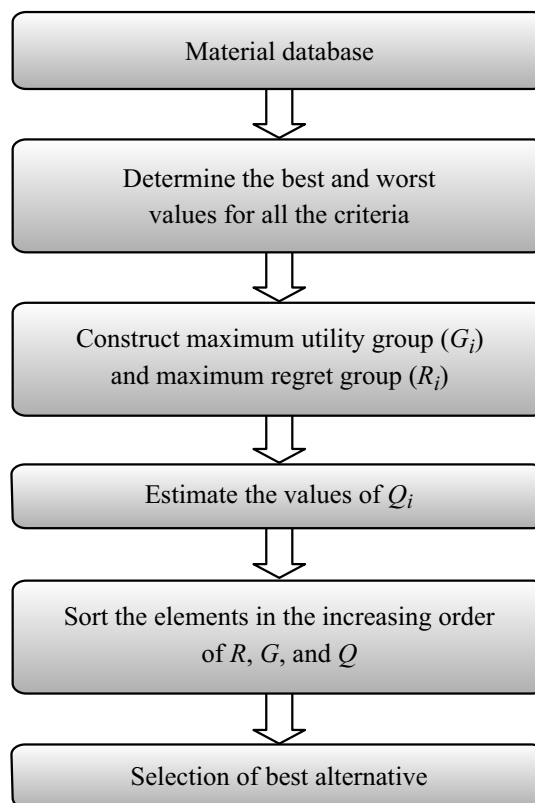 Material database
Determine the best and worst
values for all the criteria
Construct maximum utility group (Gᵢ)
and maximum regret group (Rᵢ)
Estimate the values of Qᵢ
Sort the elements in the increasing order
of R, G, and Q
Selection of best alternative